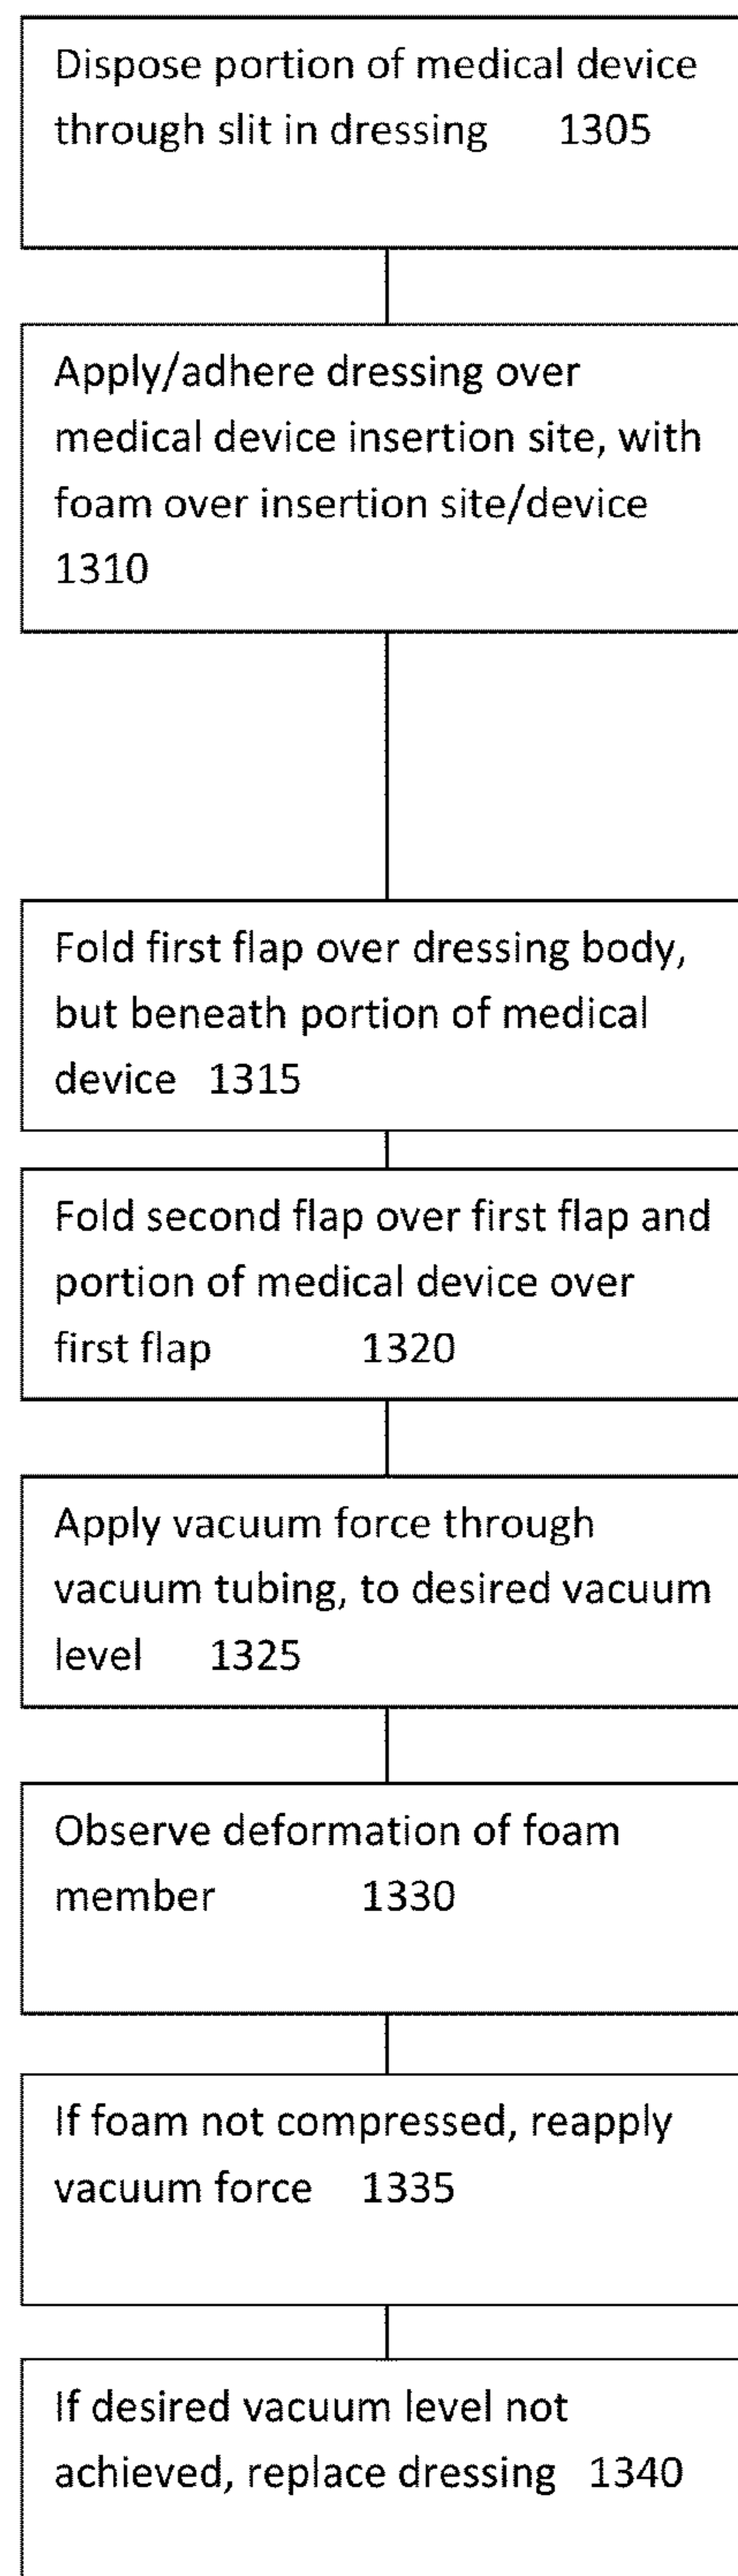 Dispose portion of medical device
through slit in dressing 1305
Apply/adhere dressing over
medical device insertion site, with
foam over insertion site/device
1310
Fold first flap over dressing body,
but beneath portion of medical
device 1315
Fold second flap over first flap and
portion of medical device over
first flap 1320
Apply vacuum force through
vacuum tubing, to desired vacuum
level 1325
Observe deformation of foam
member 1330
If foam not compressed, reapply
vacuum force 1335
If desired vacuum level not
achieved, replace dressing 1340